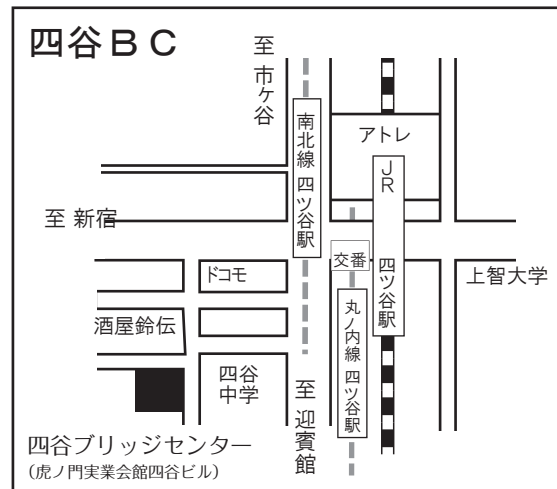 四谷ＢＣ
至 市ヶ谷
南北線 四ツ谷駅
アトレ
ＪＲ 四ツ谷駅
至 新宿
交番
上智大学
ドコモ
丸ノ内線 四ツ谷駅
酒屋鈴伝
四谷
中学
至 迎賓館
四谷ブリッジセンター
(虎ノ門実業会館四谷ビル)